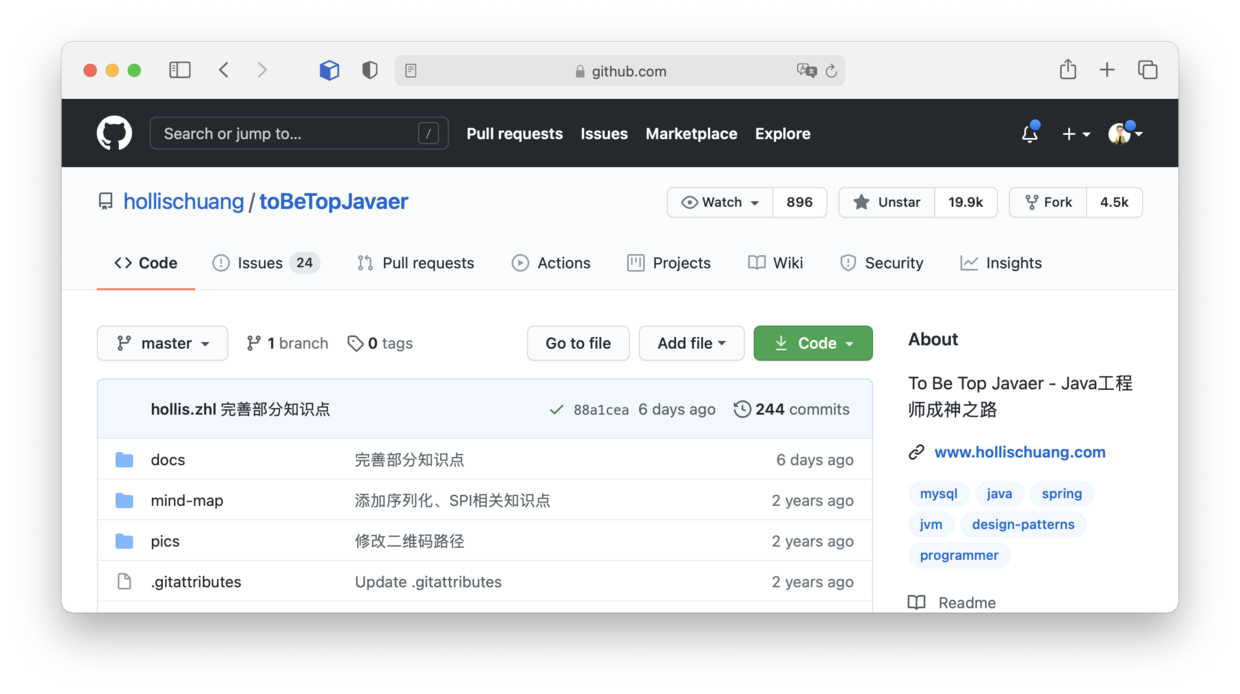 github.com
Search or jump to... /
Pull requests Issues Marketplace Explore
hollischuang / toBeTopJavaer
Watch 896 Unstar 19.9k Fork 4.5k
Code Issues 24 Pull requests Actions Projects Wiki Security Insights
master 1 branch 0 tags Go to file Add file Code
hollis.zhl 完善部分知识点 88a1cea 6 days ago 244 commits
docs 完善部分知识点 6 days ago
mind-map 添加序列化、SPI相关知识点 2 years ago
pics 修改二维码路径 2 years ago
.gitattributes Update .gitattributes 2 years ago
About
To Be Top Javaer - Java工程
师成神之路
www.hollischuang.com
mysql java spring
jvm design-patterns
programmer
Readme